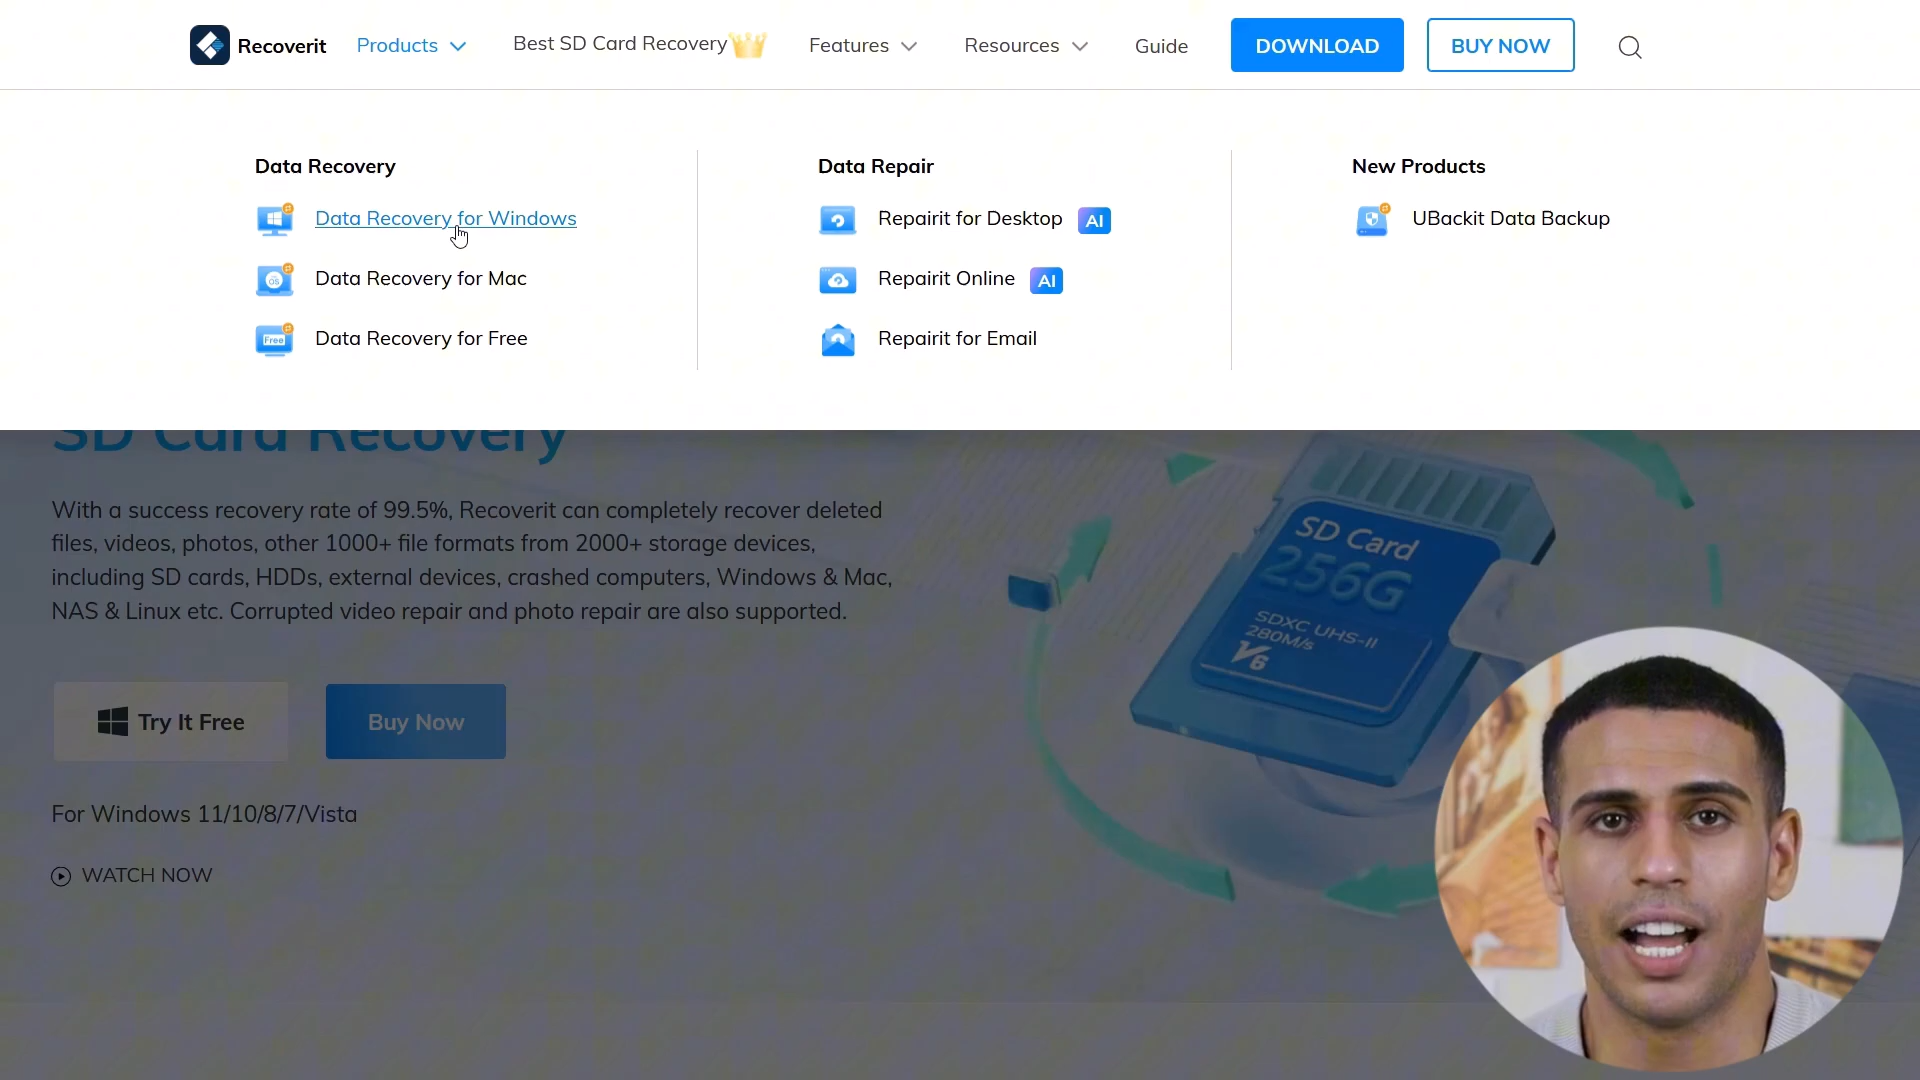 Recoverit
Products
Best SD Card Recovery
Features
Resources
Guide
DOWNLOAD
BUY NOW
Data Recovery
Data Recovery for Windows
Data Recovery for Mac
Data Recovery for Free
Data Repair
Repairit for Desktop AI
Repairit Online AI
Repairit for Email
New Products
UBackit Data Backup
SD Card Recovery
With a success recovery rate of 99.5%, Recoverit can completely recover deleted
files, videos, photos, other 1000+ file formats from 2000+ storage devices,
including SD cards, HDDs, external devices, crashed computers, Windows & Mac,
NAS & Linux etc. Corrupted video repair and photo repair are also supported.
Try It Free
Buy Now
For Windows 11/10/8/7/Vista
WATCH NOW
SD Card
256G
SDXC UHS-II
280M/s
V6
Free
OS